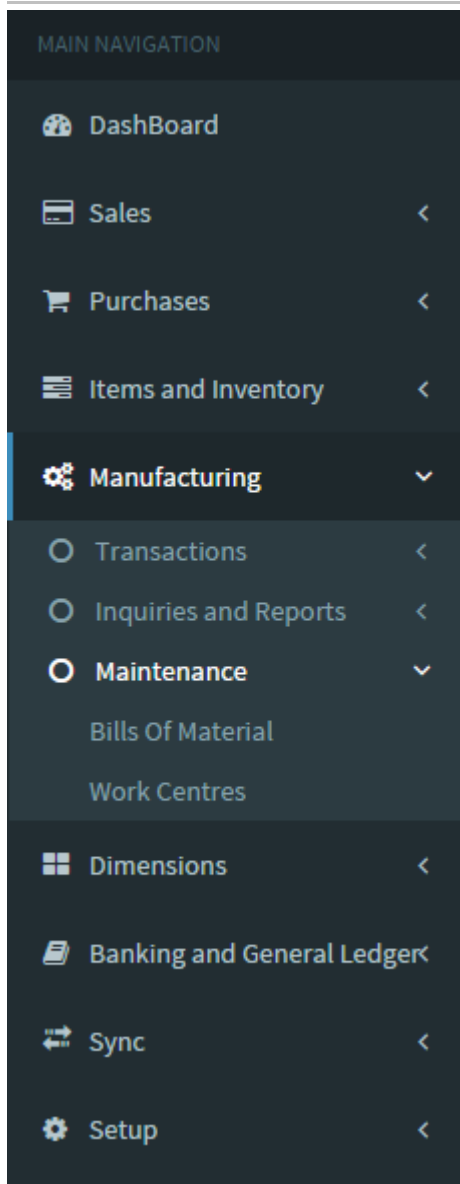 MAIN NAVIGATION
DashBoard
Sales
Purchases
Items and Inventory
Manufacturing
Transactions
Inquiries and Reports
Maintenance
Bills Of Material
Work Centres
Dimensions
Banking and General Ledger
Sync
Setup